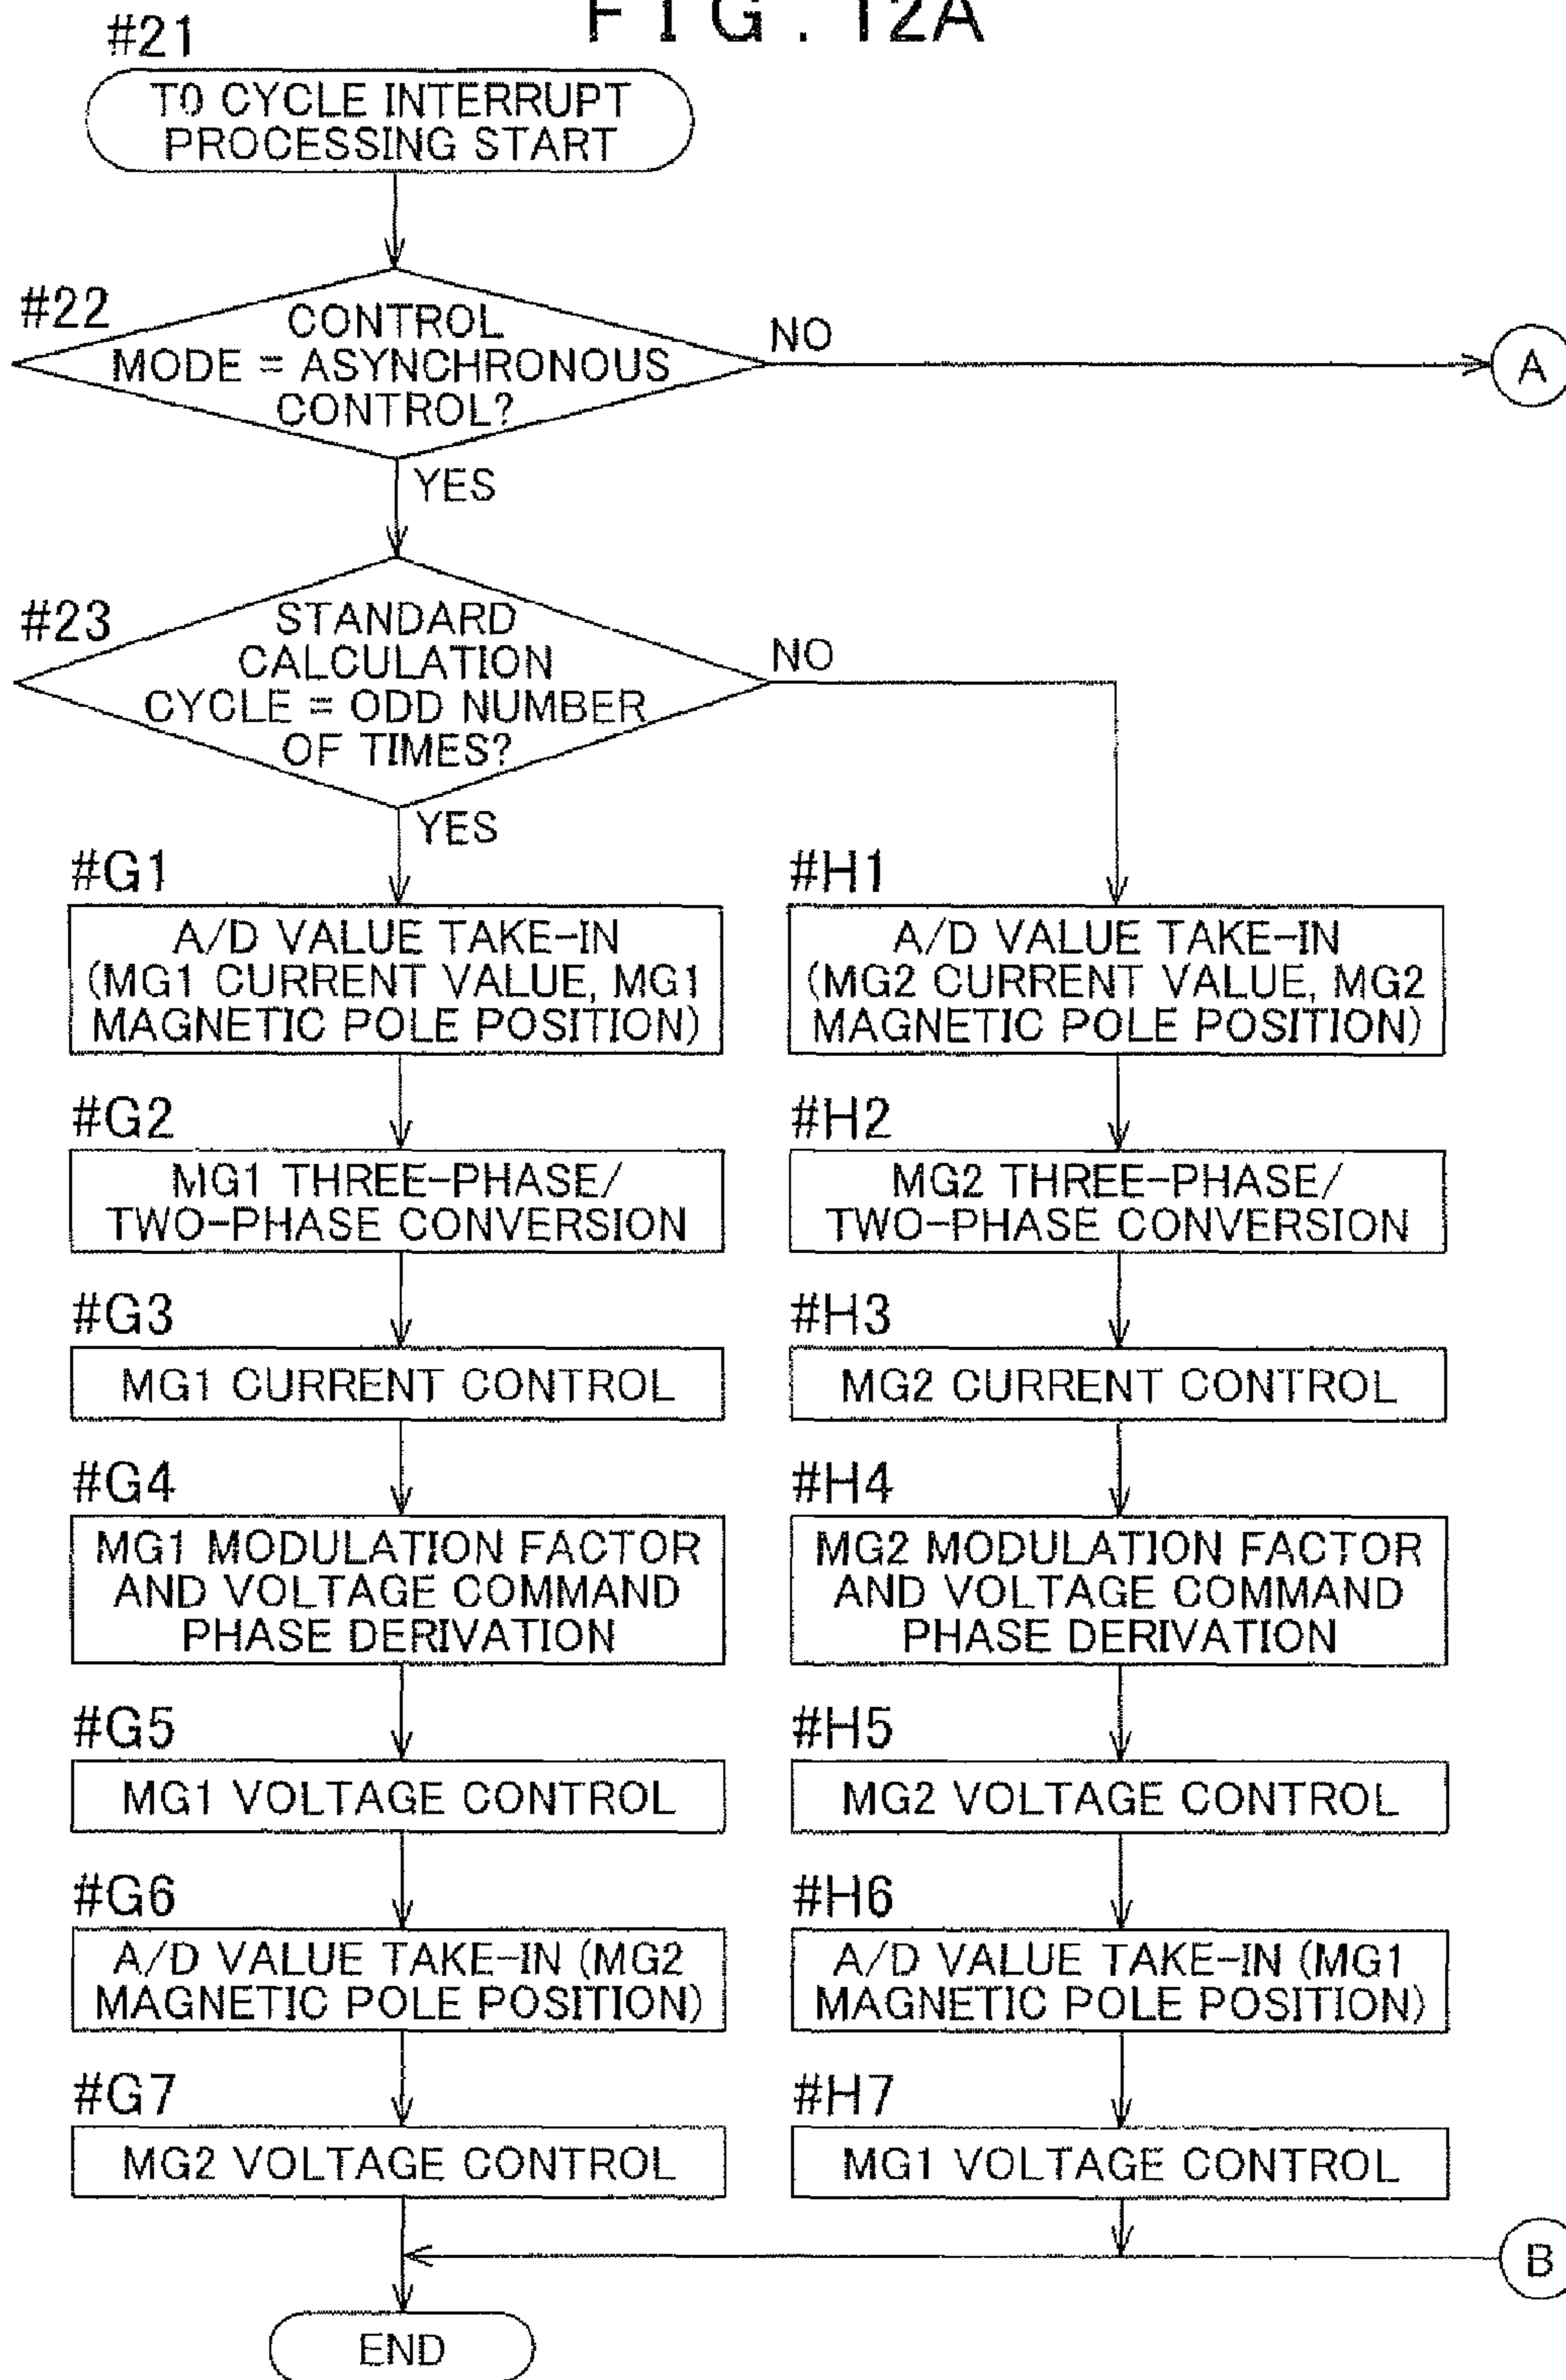 FIG. 12A
#21
T0 CYCLE INTERRUPT
PROCESSING START
#22
CONTROL
MODE = ASYNCHRONOUS
CONTROL?
NO
A
YES
#23
STANDARD
CALCULATION
CYCLE = ODD NUMBER
OF TIMES?
NO
YES
#G1
A/D VALUE TAKE-IN
(MG1 CURRENT VALUE, MG1
MAGNETIC POLE POSITION)
#H1
A/D VALUE TAKE-IN
(MG2 CURRENT VALUE, MG2
MAGNETIC POLE POSITION)
#G2
MG1 THREE-PHASE/
TWO-PHASE CONVERSION
#H2
MG2 THREE-PHASE/
TWO-PHASE CONVERSION
#G3
MG1 CURRENT CONTROL
#H3
MG2 CURRENT CONTROL
#G4
MG1 MODULATION FACTOR
AND VOLTAGE COMMAND
PHASE DERIVATION
#H4
MG2 MODULATION FACTOR
AND VOLTAGE COMMAND
PHASE DERIVATION
#G5
MG1 VOLTAGE CONTROL
#H5
MG2 VOLTAGE CONTROL
#G6
A/D VALUE TAKE-IN (MG2
MAGNETIC POLE POSITION)
#H6
A/D VALUE TAKE-IN (MG1
MAGNETIC POLE POSITION)
#G7
MG2 VOLTAGE CONTROL
#H7
MG1 VOLTAGE CONTROL
B
END